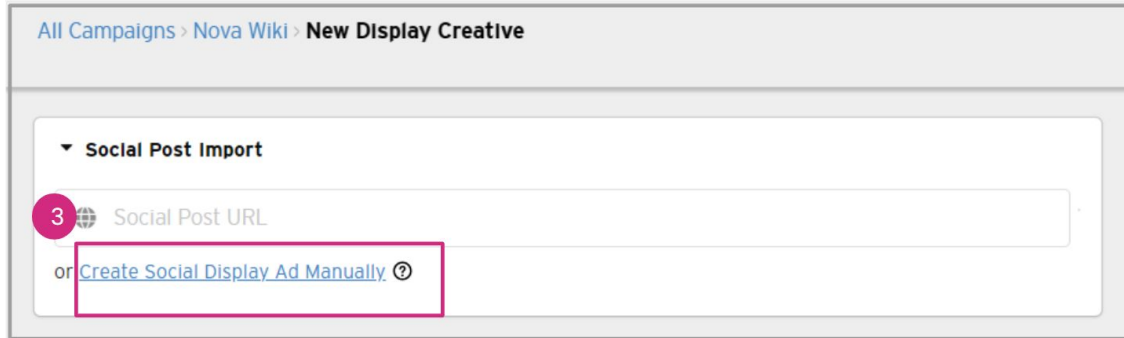 All Campaigns › Nova Wiki › New Display Creative
Social Post Import
3 Social Post URL
or Create Social Display Ad Manually ?